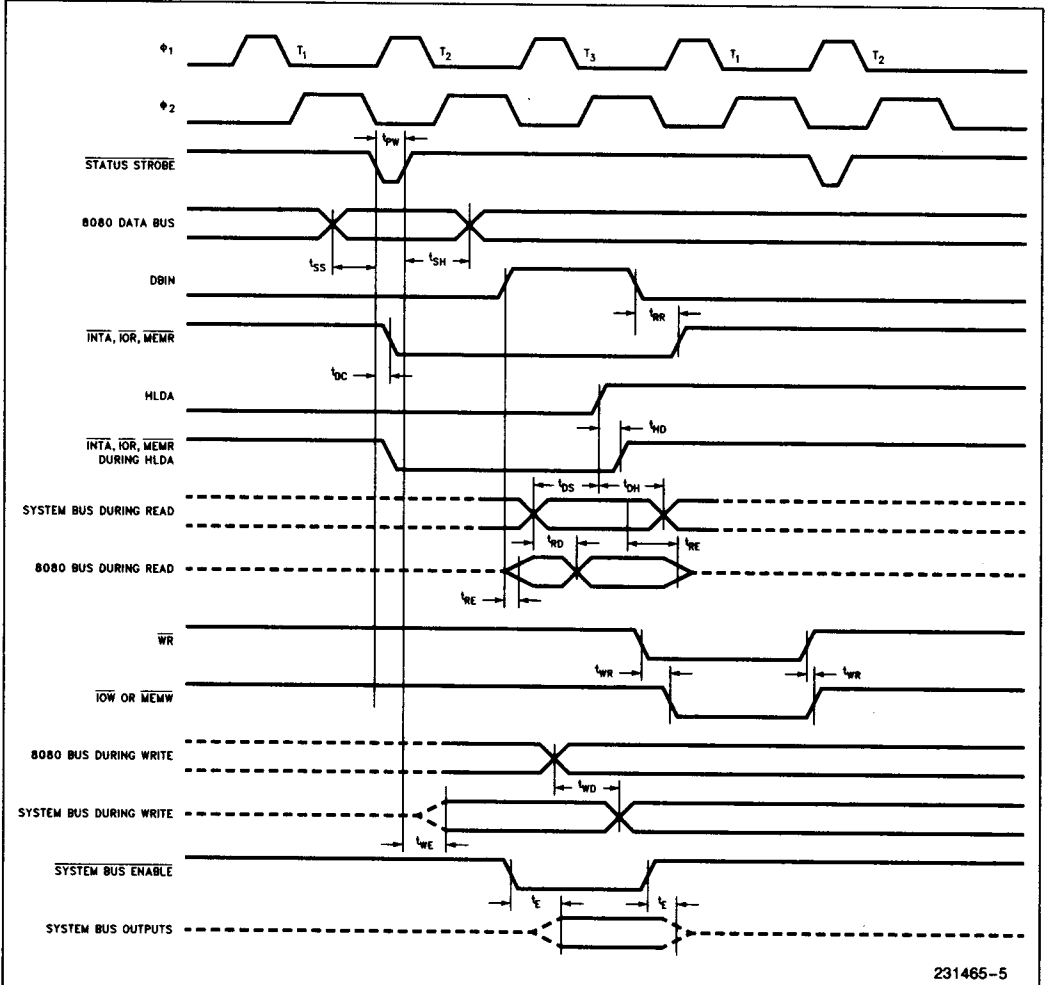 ϕ1 T1 T2 T3 T1 T2
ϕ2
tPW
STATUS STROBE
8080 DATA BUS
tSS tSH
DBIN
tRR
INTA, IOR, MEMR
tDC
HLDA
tHD
INTA, IOR, MEMR
DURING HLDA
tDS tDH
SYSTEM BUS DURING READ
tRD tRE
8080 BUS DURING READ
tRE
WR
tWR tWR
IOW OR MEMW
8080 BUS DURING WRITE
tWD
SYSTEM BUS DURING WRITE
tWE
SYSTEM BUS ENABLE
tE tE
SYSTEM BUS OUTPUTS
231465-5